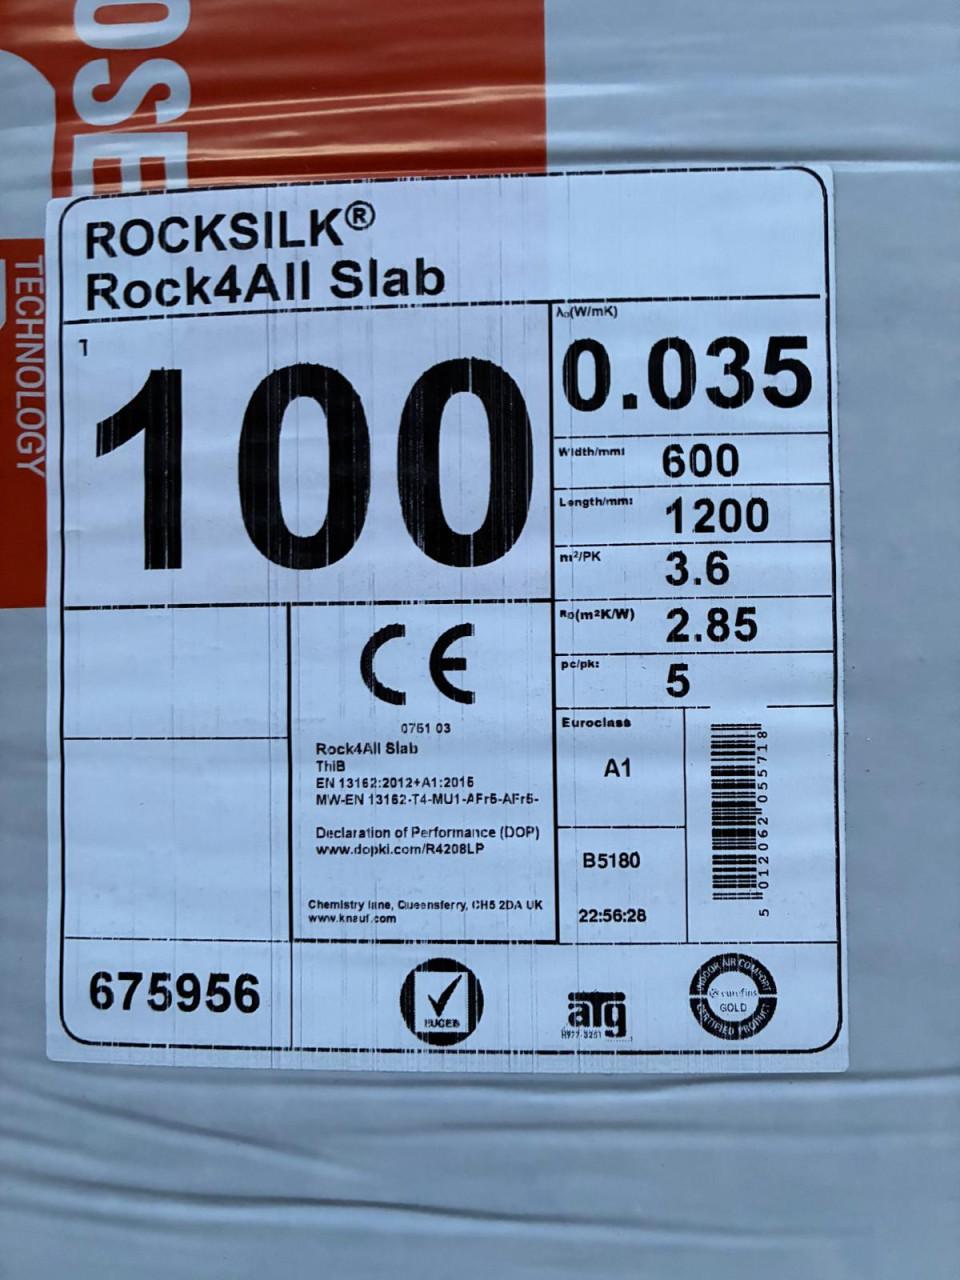 OSE
TECHNOLOGY
ROCKSILK®
Rock4All Slab
1
100
λD(W/mK)
0.035
Width/mm:
600
Length/mm:
1200
m²/PK
3.6
RD(m²K/W)
2.85
pc/pk:
5
CE
0751 03
Rock4All Slab
ThiB
EN 13162:2012+A1:2015
MW-EN 13162-T4-MU1-AFr5-AFr5-
Declaration of Performance (DOP)
www.dopki.com/R4208LP
Chemistry lane, Queensferry, CH5 2DA UK
www.knauf.com
Euroclass
A1
B5180
22:56:28
5 012062 055718
675956
EUCEB
aTg
INDOOR AIR COMFORT
eurofins
GOLD
CERTIFIED PRODUCT